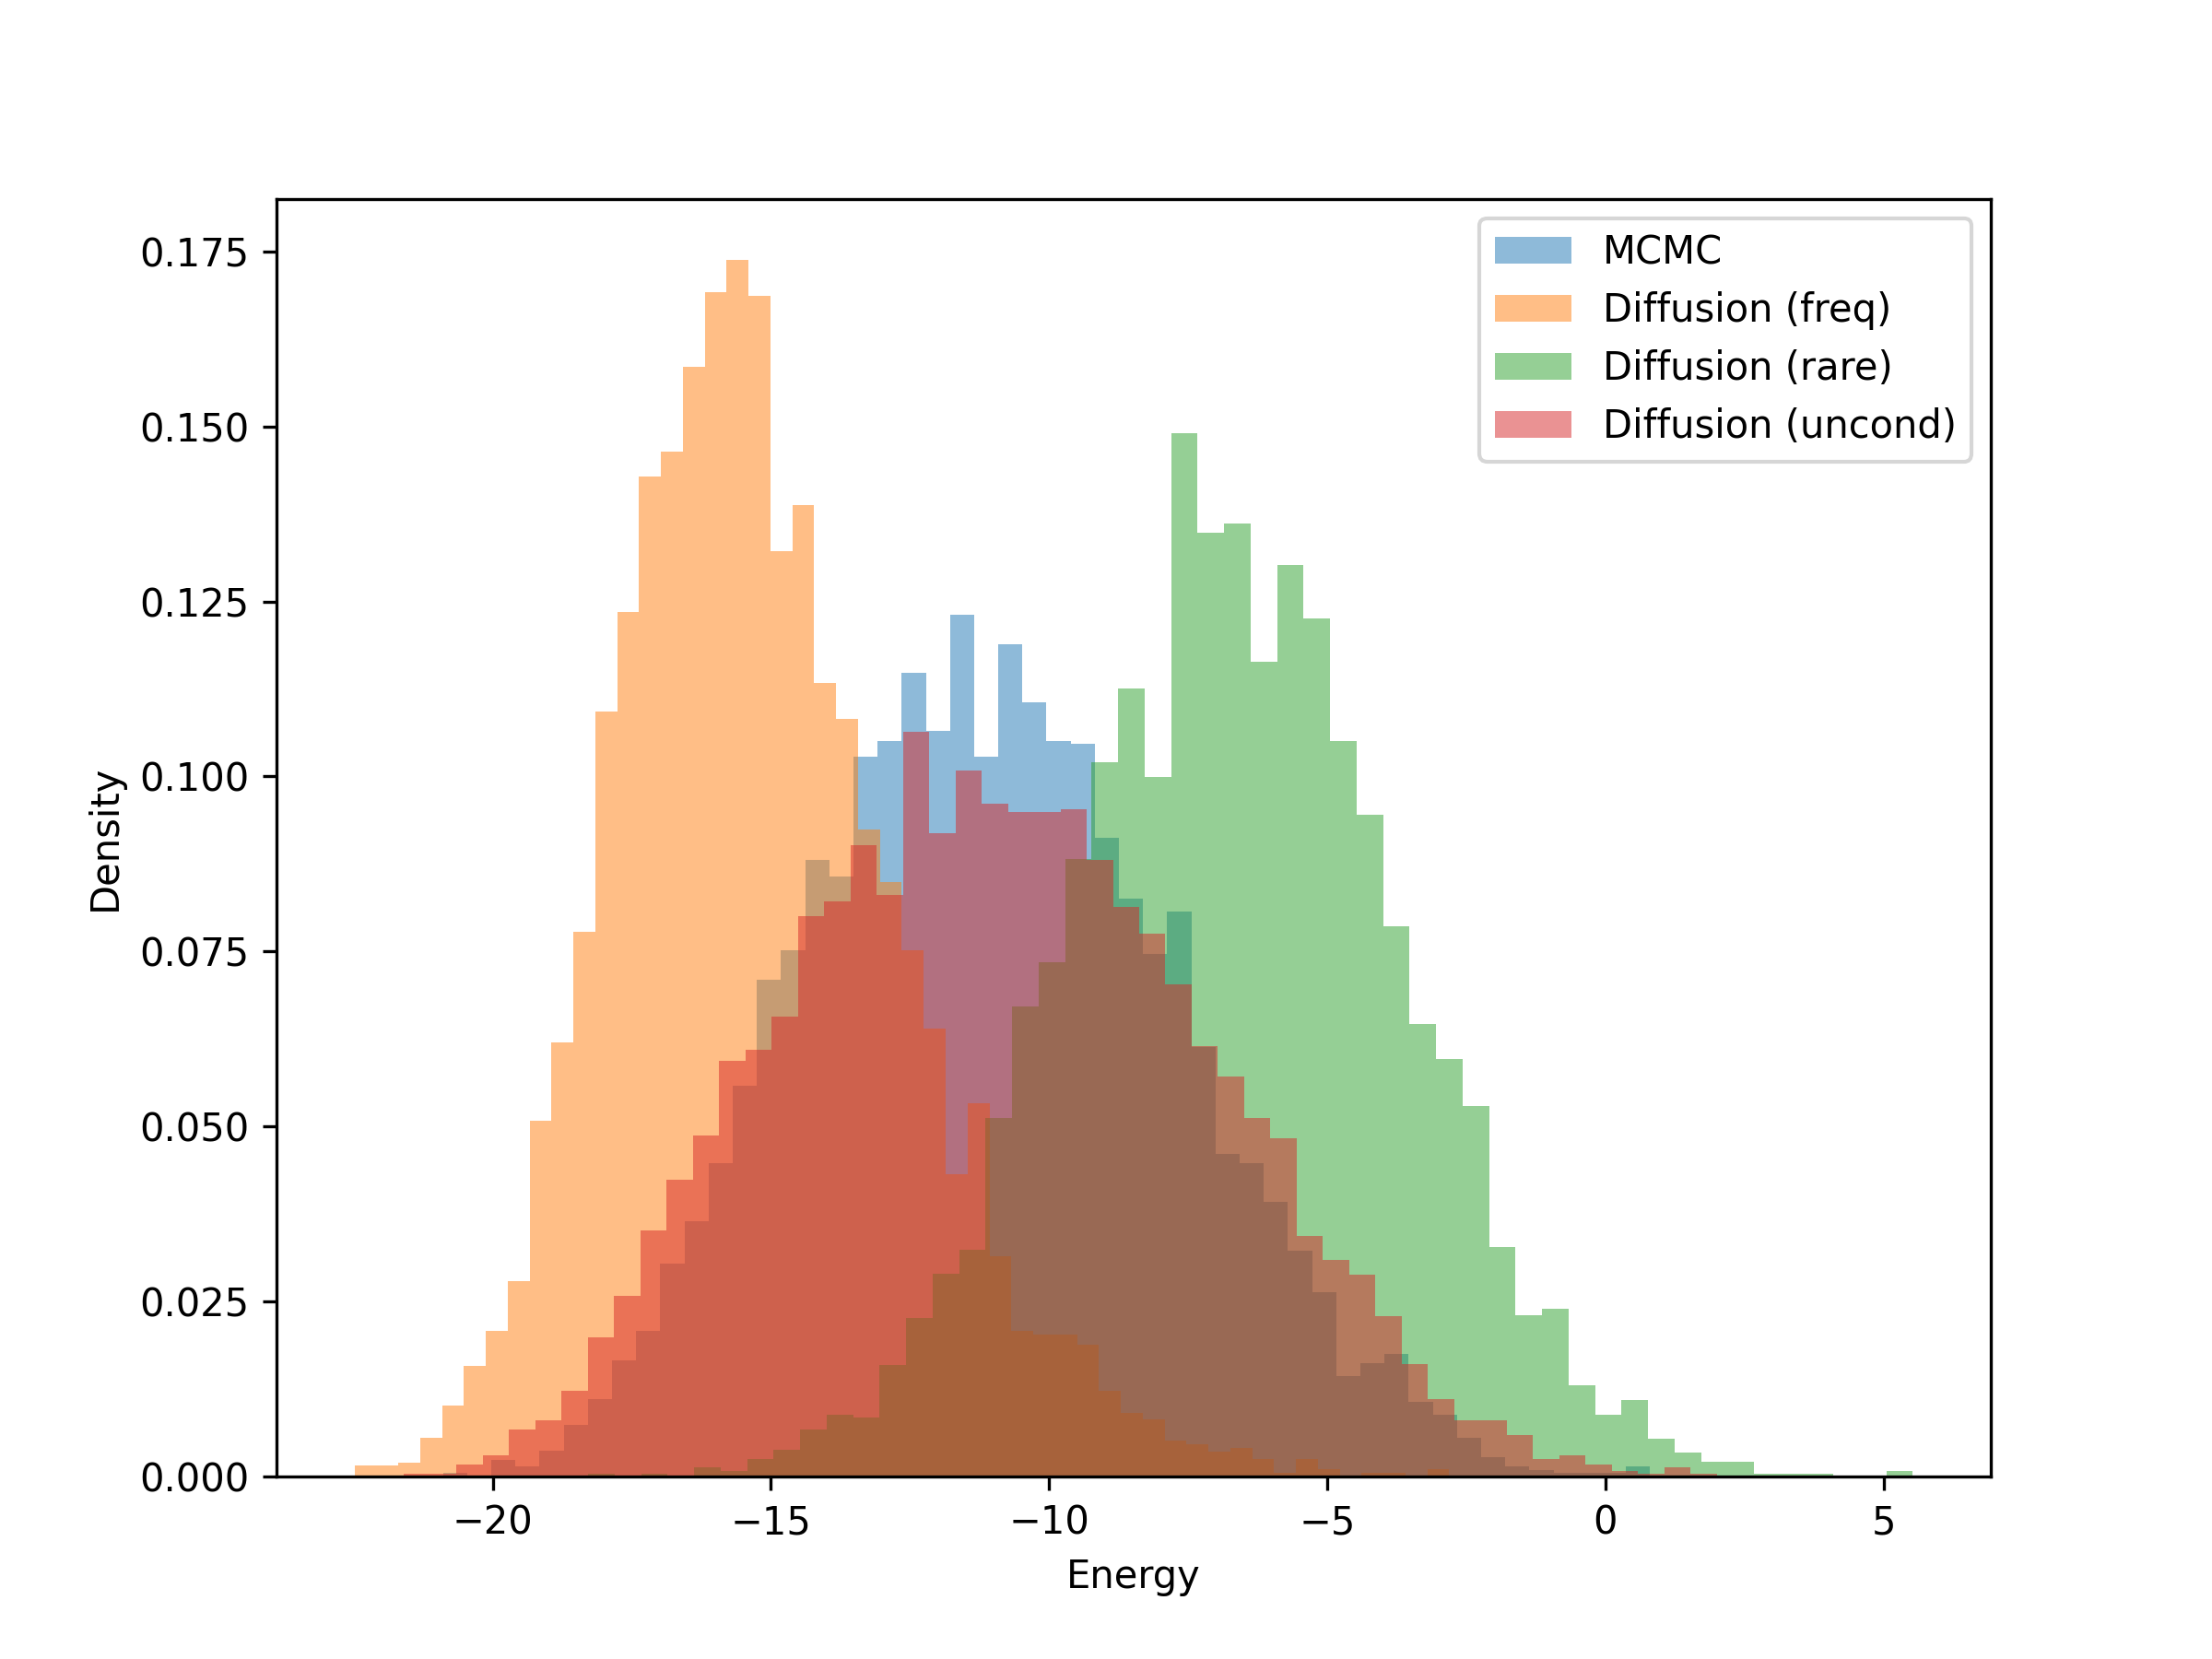 MCMC
Diffusion (freq)
Diffusion (rare)
Diffusion (uncond)
0.175
0.150
0.125
0.100
0.075
0.050
0.025
0.000
Density
−20 −15 −10 −5 0 5
Energy